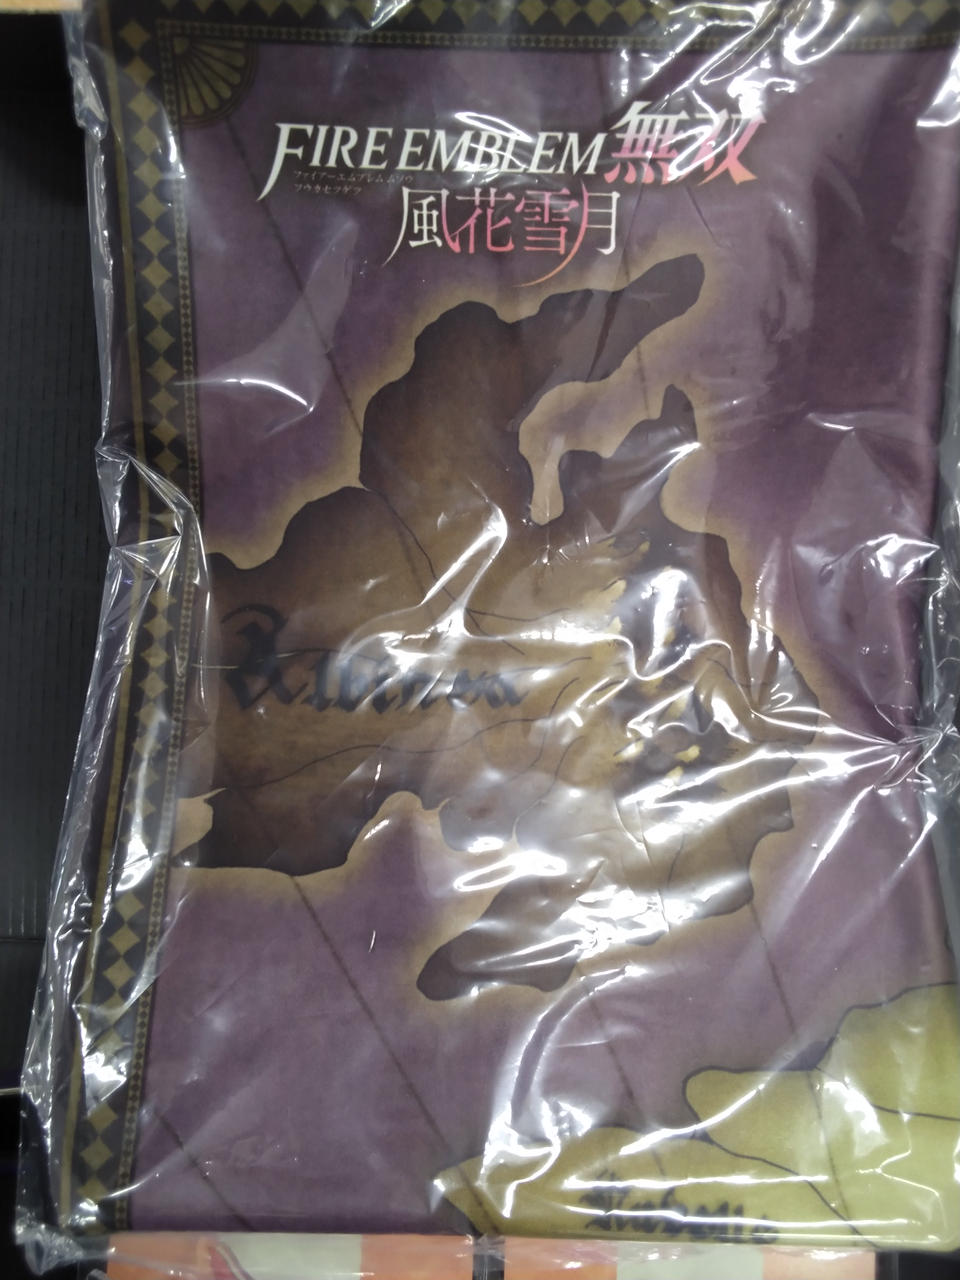 FIRE EMBLEM無双
ファイアーエムブレム ムソウ
フウカセツゲツ
風花雪月
Albinea